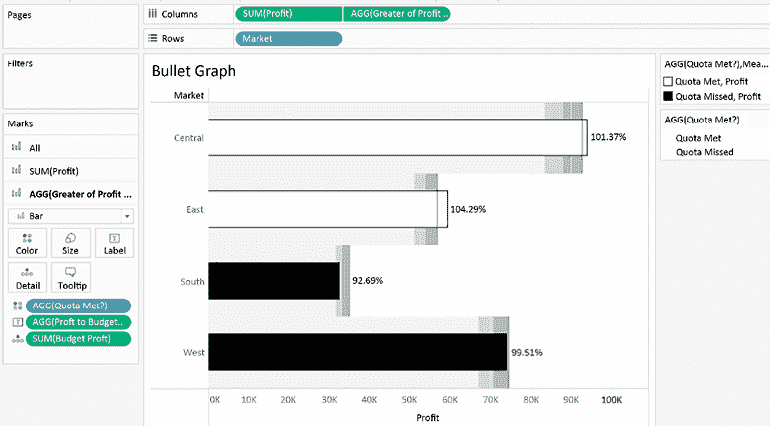 Pages
Columns
SUM(Profit)
AGG(Greater of Profit ..
Rows
Market
Filters
Marks
All
SUM(Profit)
AGG(Greater of Profit ...
Bar
Color
Size
Label
Detail
Tooltip
AGG(Quota Met?)
AGG(Proft to Budget..
SUM(Budget Proft)
Bullet Graph
Market
Central
101.37%
East
104.29%
South
92.69%
West
99.51%
0K 10K 20K 30K 40K 50K 60K 70K 80K 90K 100K
Profit
AGG(Quota Met?),Mea...
Quota Met, Profit
Quota Missed, Profit
AGG(Quota Met?)
Quota Met
Quota Missed